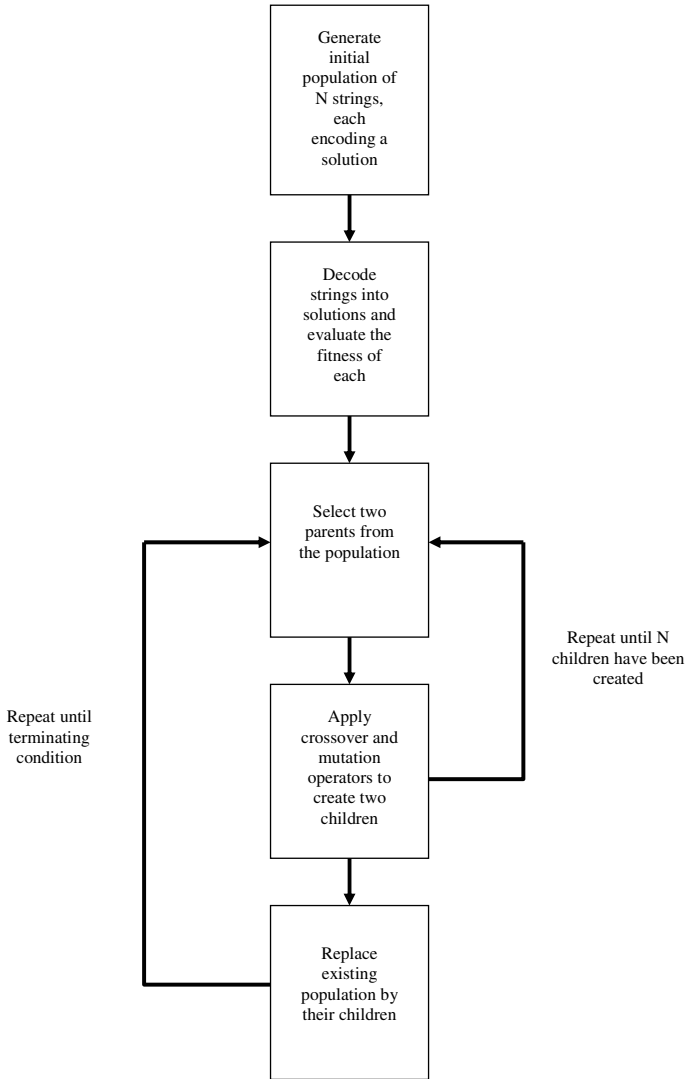 Generate
initial
population of
N strings,
each
encoding a
solution
Decode
strings into
solutions and
evaluate the
fitness of
each
Select two
parents from
the population
Repeat until N
children have been
created
Repeat until
terminating
condition
Apply
crossover and
mutation
operators to
create two
children
Replace
existing
population by
their children